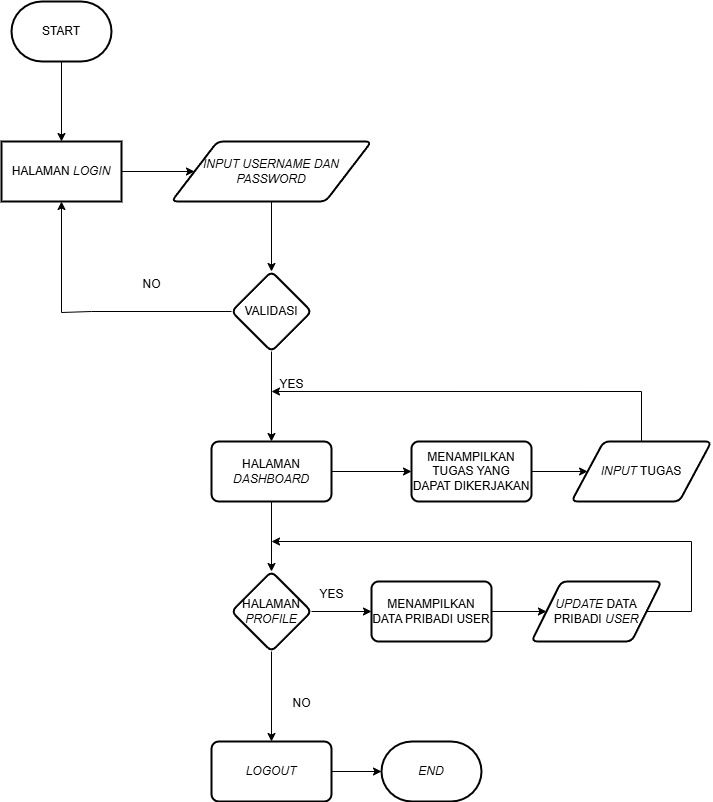 START
HALAMAN LOGIN
INPUT USERNAME DAN
PASSWORD
NO
VALIDASI
YES
HALAMAN
DASHBOARD
MENAMPILKAN
TUGAS YANG
DAPAT DIKERJAKAN
INPUT TUGAS
HALAMAN
PROFILE
YES
MENAMPILKAN
DATA PRIBADI USER
UPDATE DATA
PRIBADI USER
NO
LOGOUT
END